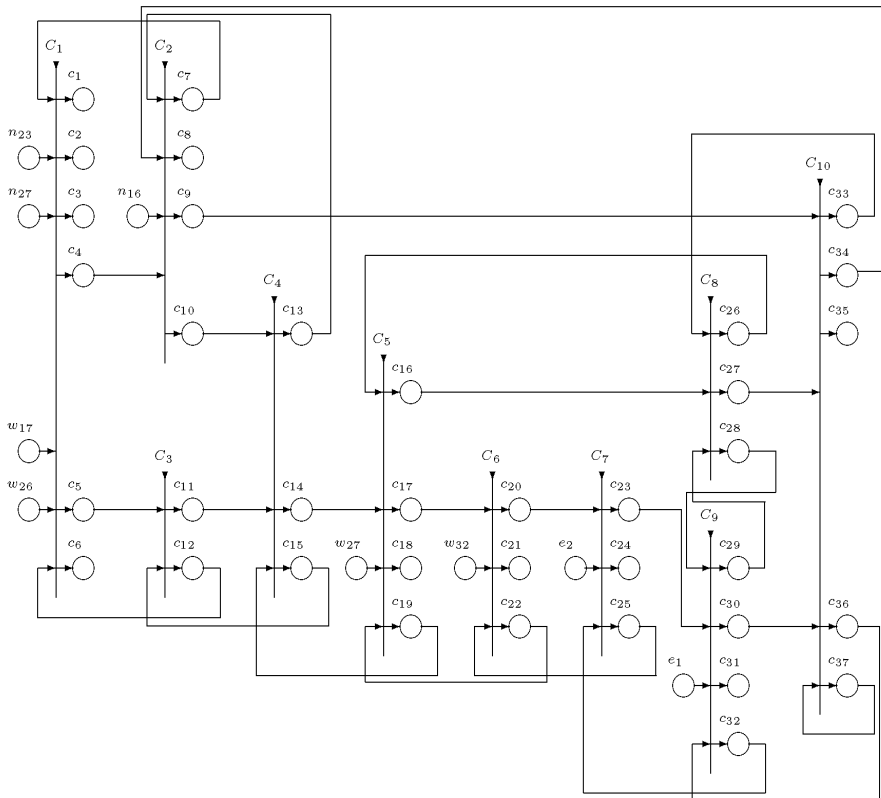 C1 C2
c1 c7
n23 c2 c8
n27 c3 n16 c9 C10 c33
c4 C4 C8 c34
c10 c13 c26 c35
C5
c16 c27
w17 C3 C6 C7 c28
w26 c5 c11 c14 c17 c20 c23 C9
c6 c12 c15 w27 c18 w32 c21 e2 c24 c29
c19 c22 c25 c30 c36
e1 c31 c37
c32